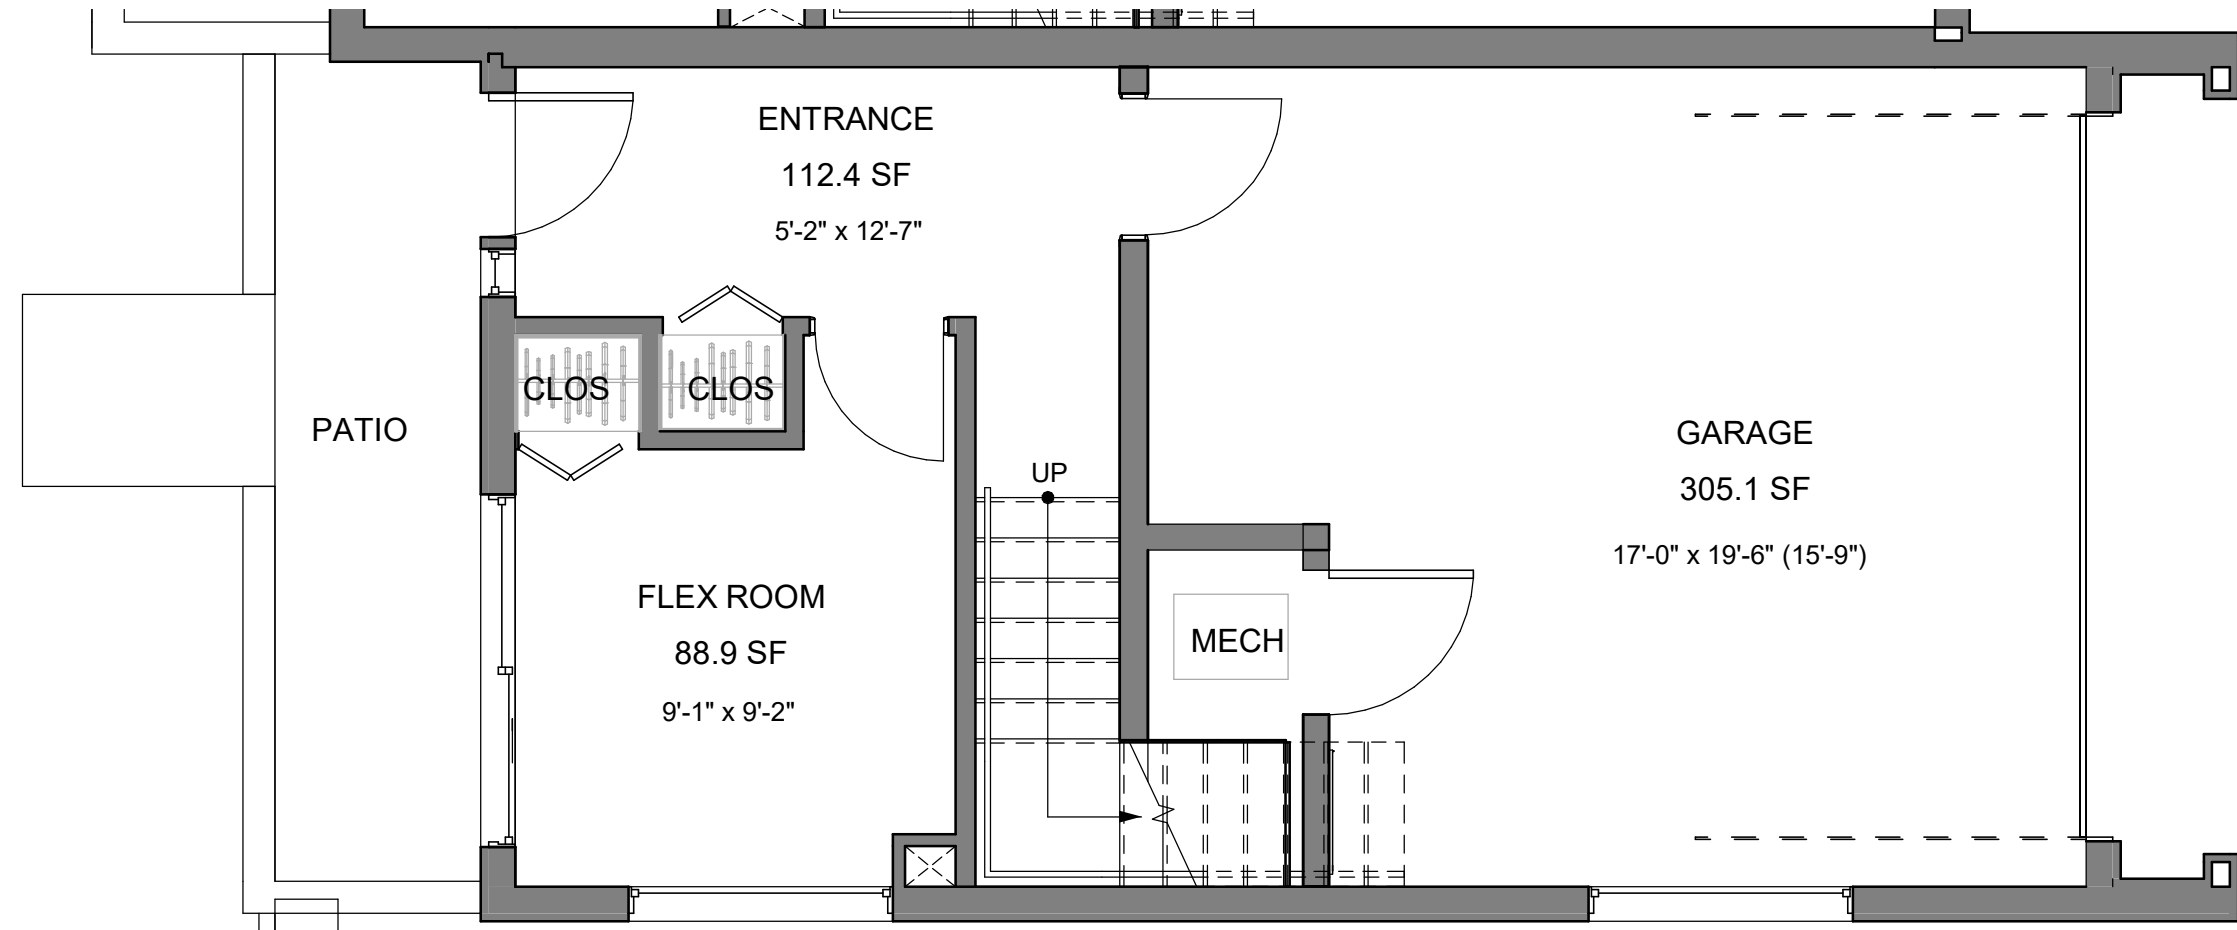 ENTRANCE
112.4 SF
5'-2" x 12'-7"
CLOS
CLOS
PATIO
UP
GARAGE
305.1 SF
17'-0" x 19'-6" (15'-9")
FLEX ROOM
88.9 SF
9'-1" x 9'-2"
MECH